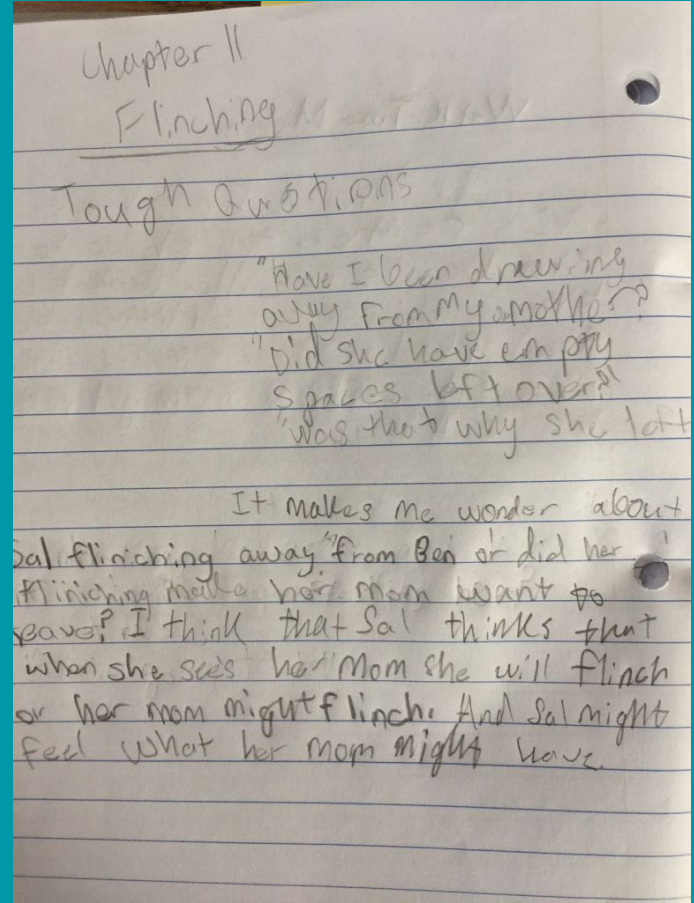 Chapter 11
Flinching
Tough Quotions
"Have I been drawing
away from my mother?
"Did she have empty
spaces left over?"
"Was that why she left
It makes me wonder about
Sal flinching away from Ben or did her
fliniching make her mom want to
leave? I think that Sal thinks that
when she sees her mom she will flinch
or her mom might flinch. And Sal might
feel what her mom might have.